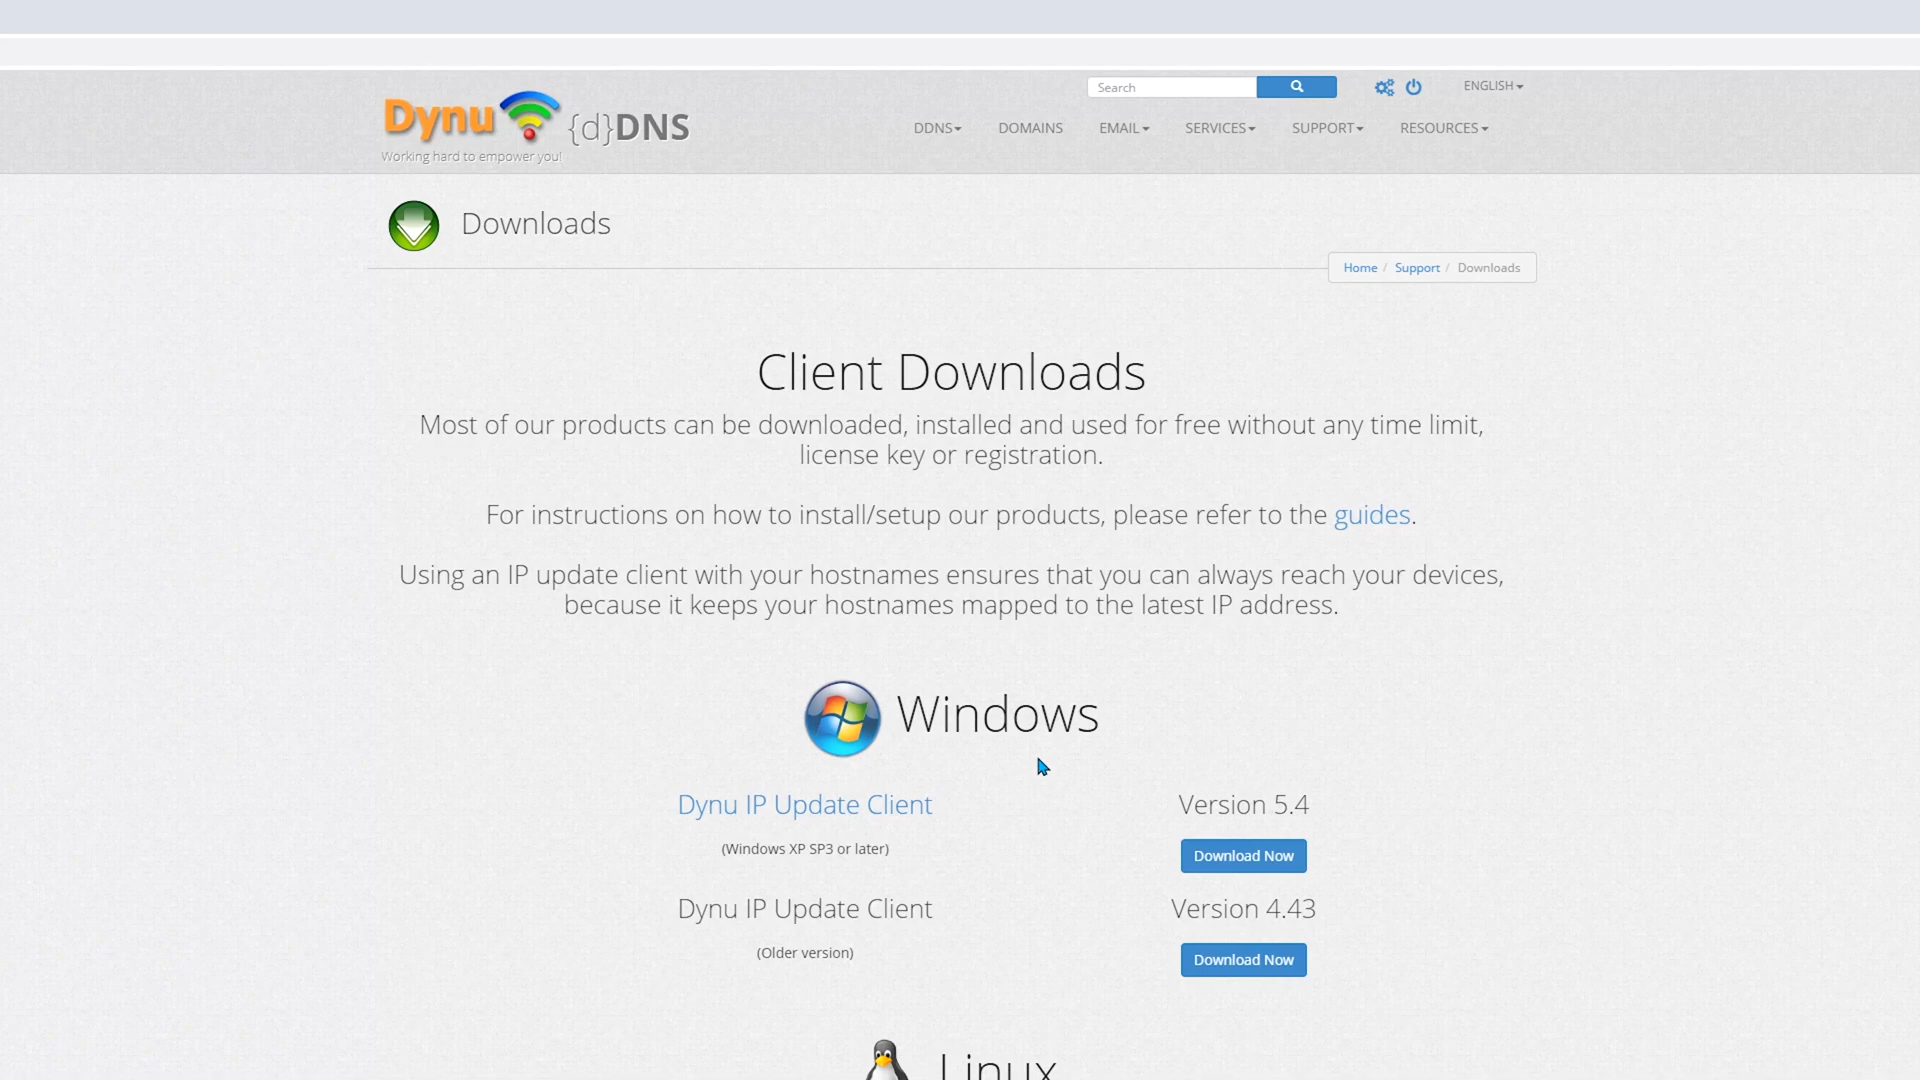 Search
ENGLISH
Dynu {d}DNS
Working hard to empower you!
DDNS DOMAINS EMAIL SERVICES SUPPORT RESOURCES
Downloads
Home / Support / Downloads
Client Downloads
Most of our products can be downloaded, installed and used for free without any time limit,
license key or registration.
For instructions on how to install/setup our products, please refer to the guides.
Using an IP update client with your hostnames ensures that you can always reach your devices,
because it keeps your hostnames mapped to the latest IP address.
Windows
Dynu IP Update Client Version 5.4
(Windows XP SP3 or later) Download Now
Dynu IP Update Client Version 4.43
(Older version) Download Now
Linux